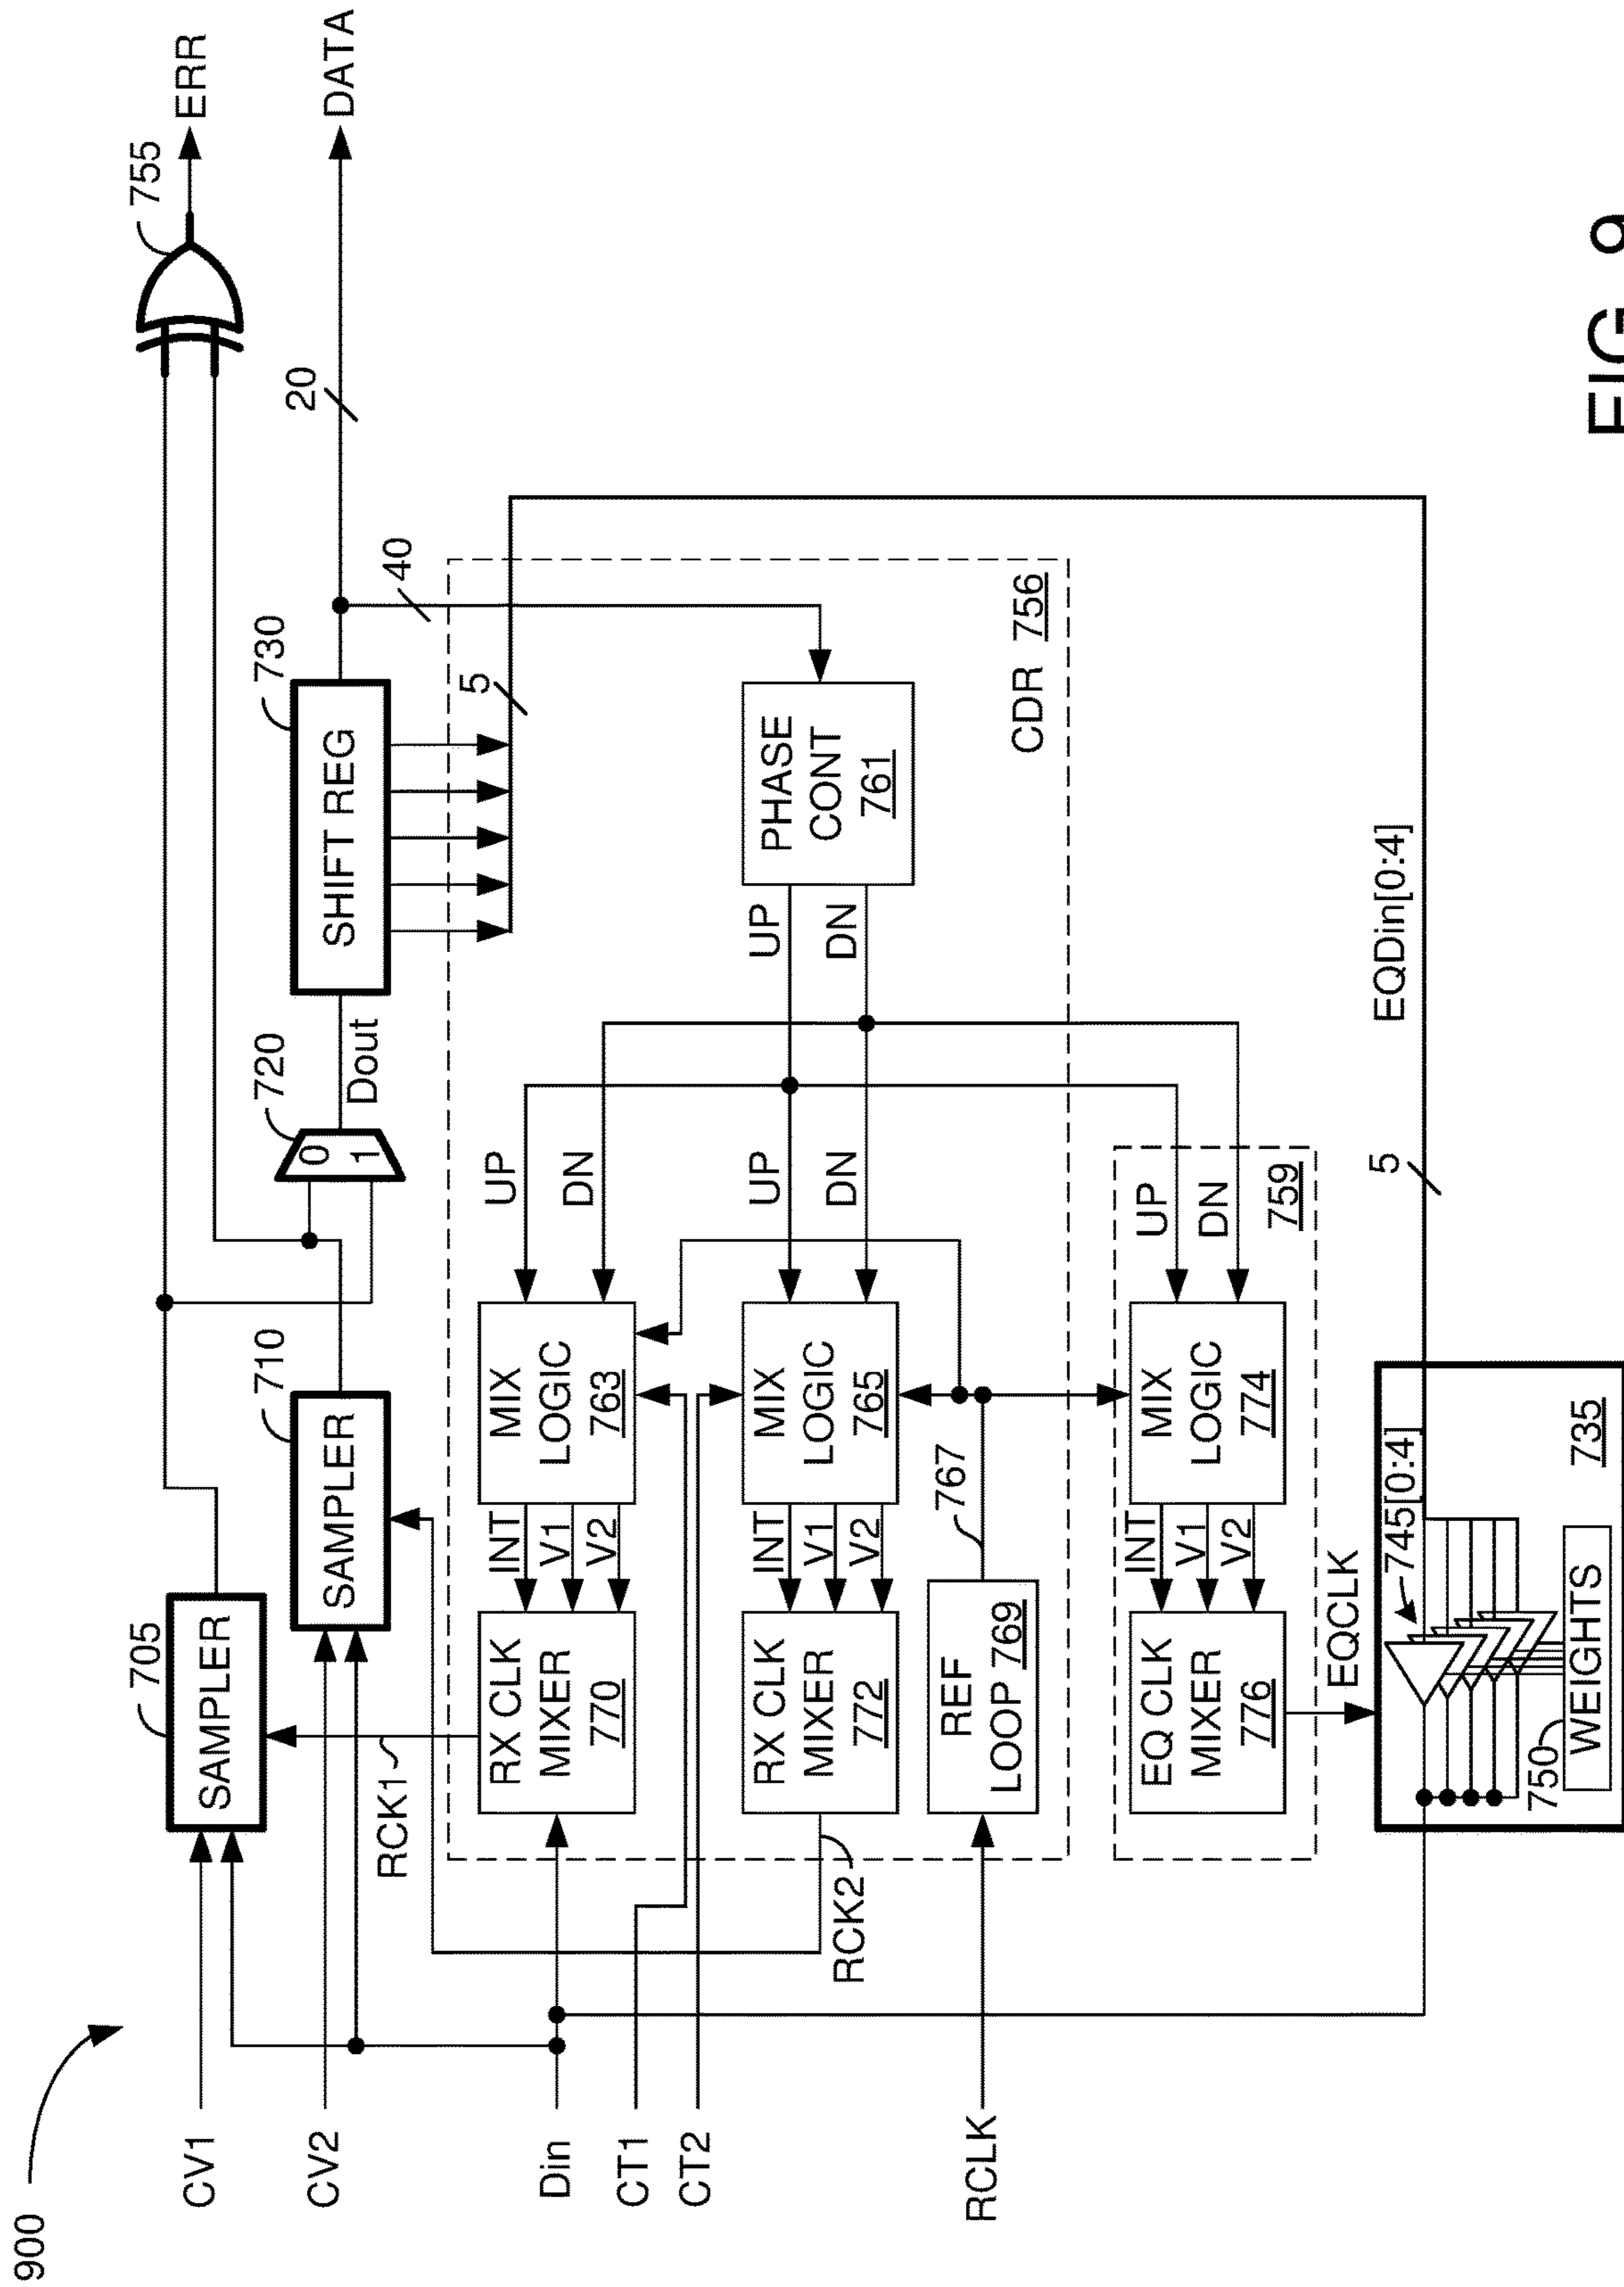 900
CV1
705
SAMPLER
755
ERR
CV2
710
SAMPLER
720
0
1
Dout
730
SHIFT REG
20
DATA
RCK1
40
5
Din
CT1
CT2
RX CLK
MIXER
770
INT
V1
V2
MIX
LOGIC
763
UP
DN
RCK2
RX CLK
MIXER
772
INT
V1
V2
MIX
LOGIC
765
UP
DN
UP
DN
PHASE
CONT
761
RCLK
REF
LOOP 769
767
CDR 756
EQ CLK
MIXER
776
INT
V1
V2
MIX
LOGIC
774
UP
DN
759
EQCLK
5
EQDin[0:4]
745[0:4]
750
WEIGHTS
735
FIG. 9